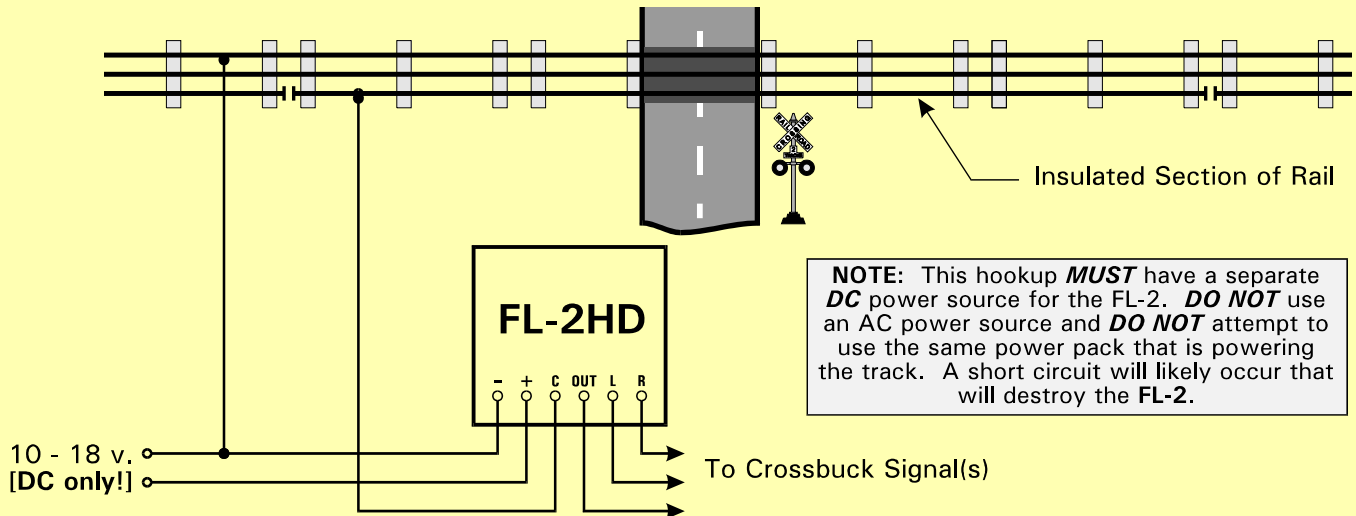 RAILROAD
CROSSING
2
Insulated Section of Rail
FL-2HD
- + C OUT L R
NOTE: This hookup MUST have a separate
DC power source for the FL-2. DO NOT use
an AC power source and DO NOT attempt to
use the same power pack that is powering
the track. A short circuit will likely occur that
will destroy the FL-2.
10 - 18 v.
[DC only!]
To Crossbuck Signal(s)